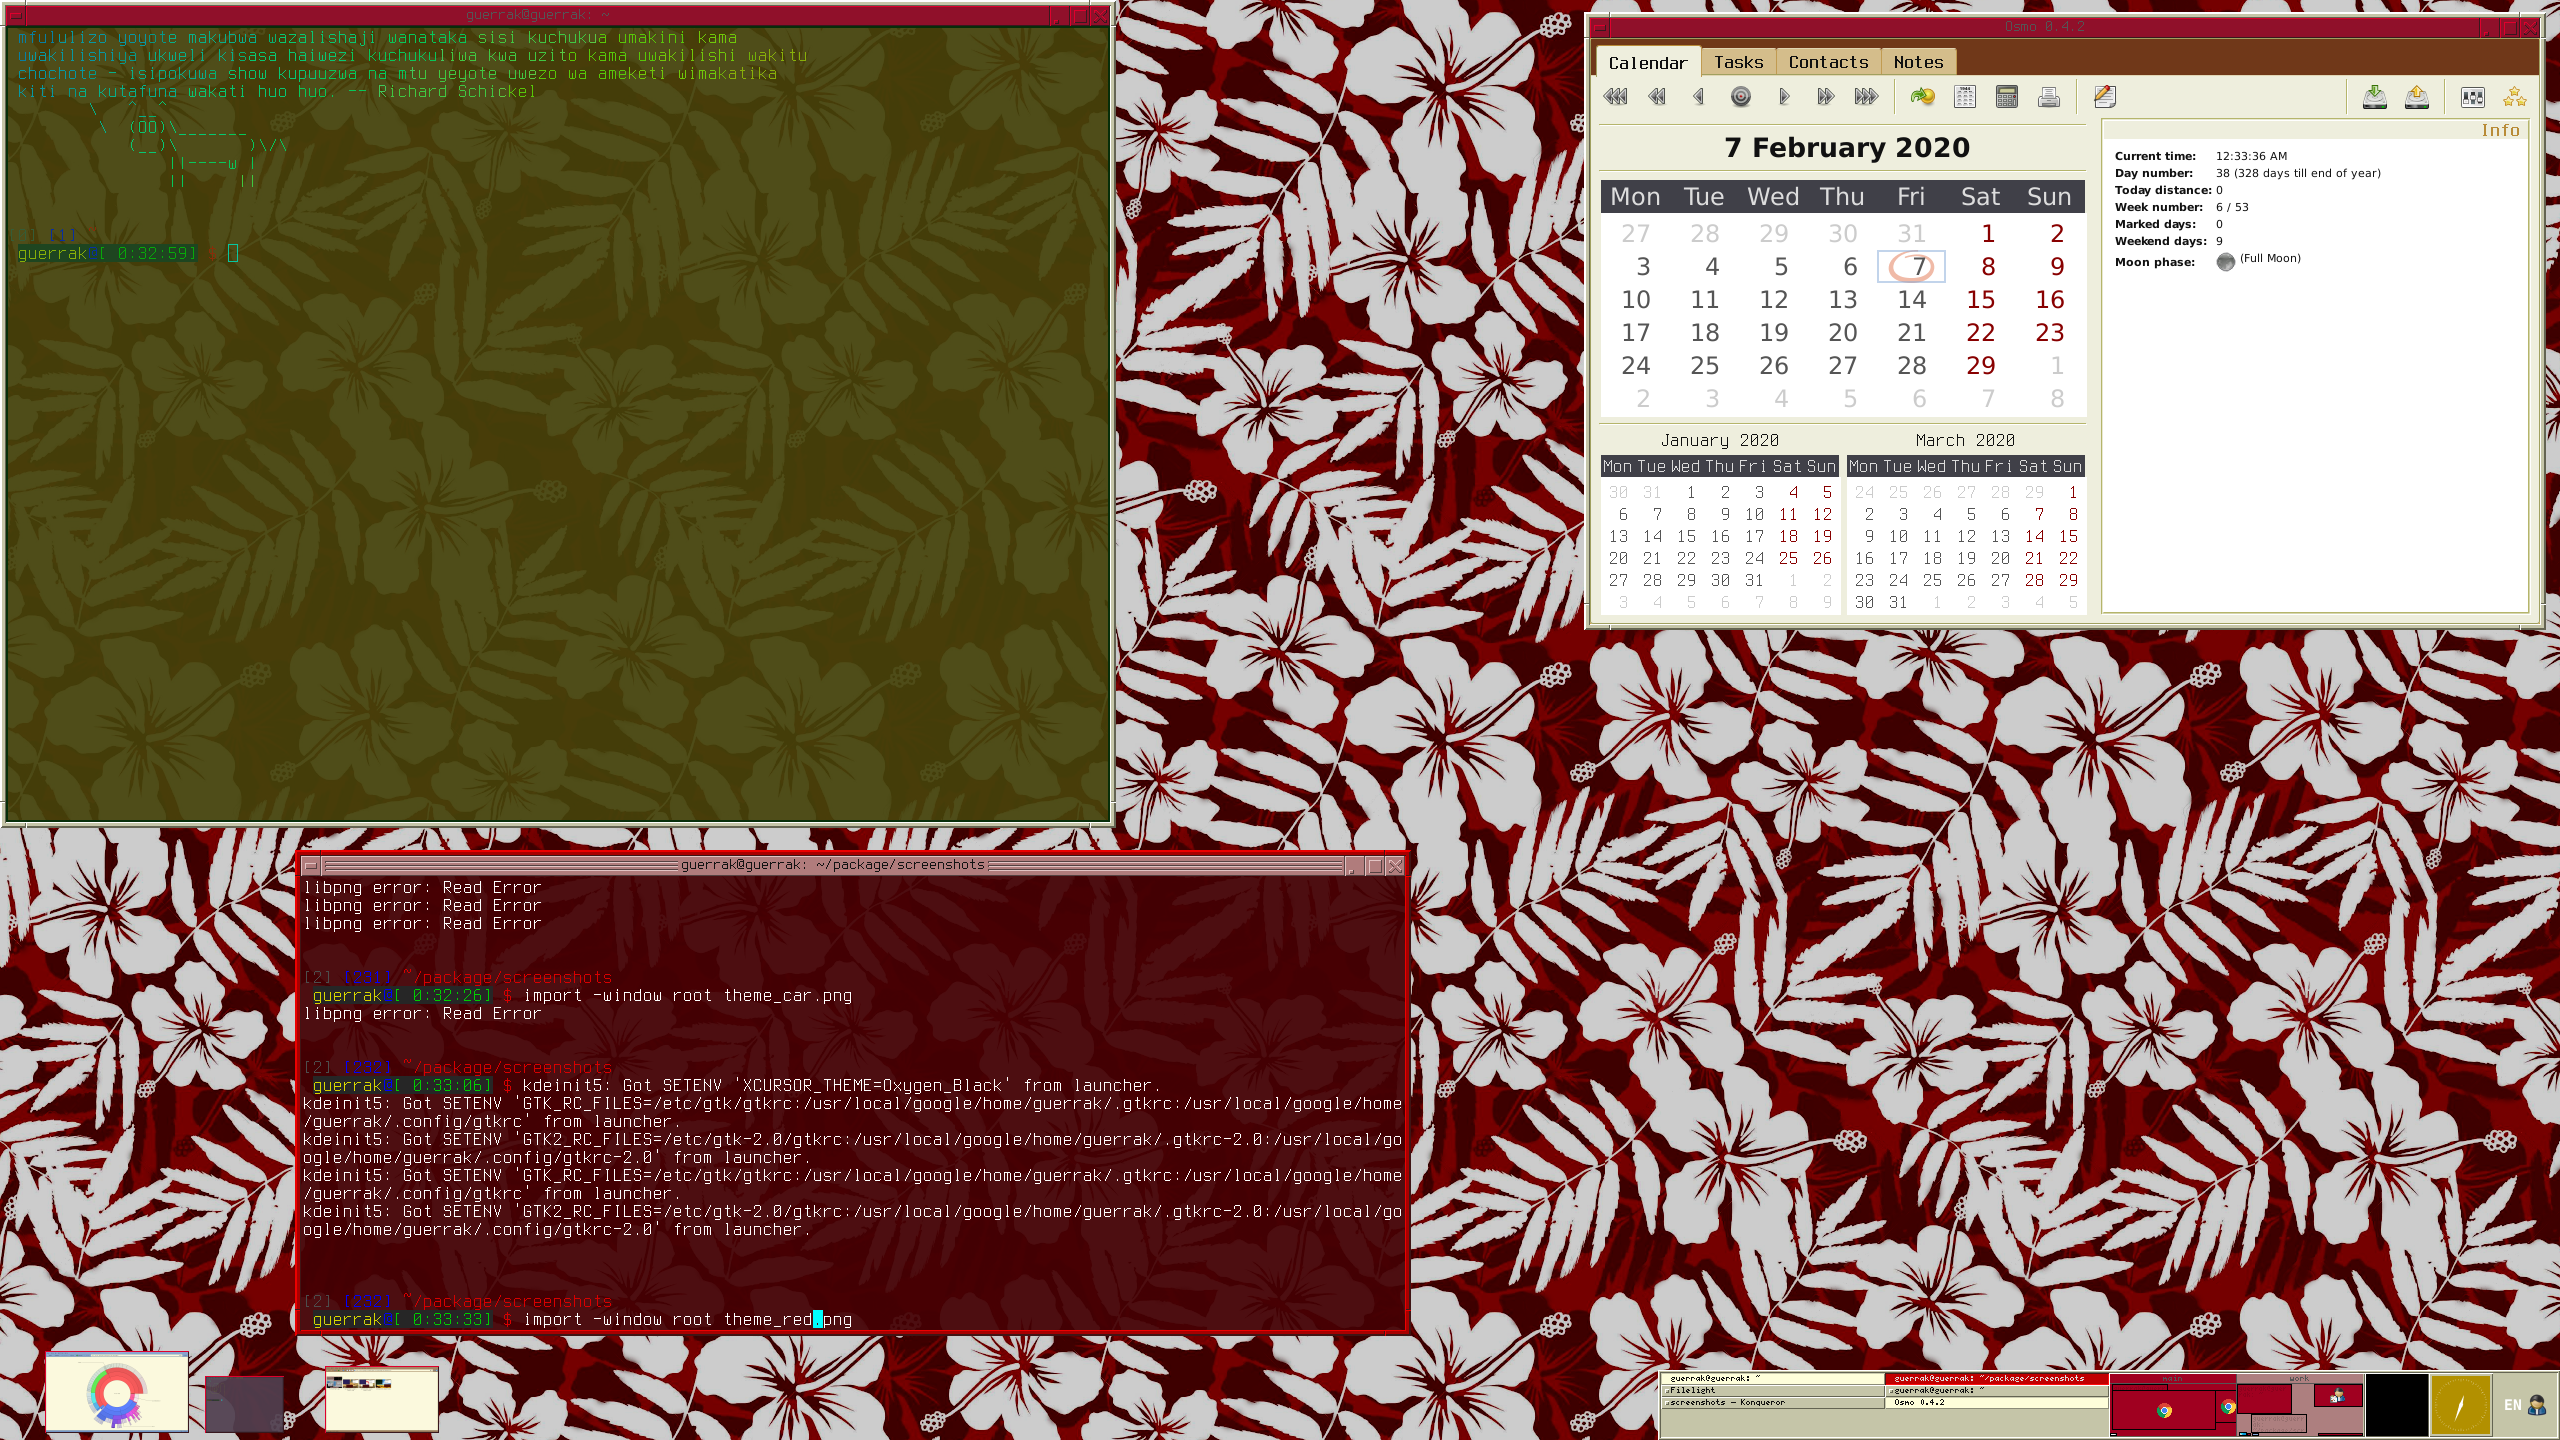 guerrak@guerrak: ~
mfululizo yoyote makubwa wazalishaji wanataka sisi kuchukua umakini kama
uwakilishiya ukweli kisasa haiwezi kuchukuliwa kwa uzito kama uwakilishi wakitu
chochote - isipokuwa show kupuuzwa na mtu yeyote uwezo wa ameketi wimakatika
kiti na kutafuna wakati huo huo. -- Richard Schickel
\   ^__^
\  (OO)\_______
(__)\       )\/\
||----w |
||     ||
[1]
guerrak [ 0:32:59] $
Osmo 0.4.2
Calendar Tasks Contacts Notes
7 February 2020
Mon Tue Wed Thu Fri Sat Sun
27 28 29 30 31 1 2
3 4 5 6 7 8 9
10 11 12 13 14 15 16
17 18 19 20 21 22 23
24 25 26 27 28 29 1
2 3 4 5 6 7 8
January 2020
Mon Tue Wed Thu Fri Sat Sun
30 31 1 2 3 4 5
6 7 8 9 10 11 12
13 14 15 16 17 18 19
20 21 22 23 24 25 26
27 28 29 30 31 1 2
3 4 5 6 7 8 9
March 2020
Mon Tue Wed Thu Fri Sat Sun
24 25 26 27 28 29 1
2 3 4 5 6 7 8
9 10 11 12 13 14 15
16 17 18 19 20 21 22
23 24 25 26 27 28 29
30 31 1 2 3 4 5
Info
Current time: 12:33:36 AM
Day number: 38 (328 days till end of year)
Today distance: 0
Week number: 6 / 53
Marked days: 0
Weekend days: 9
Moon phase: (Full Moon)
guerrak@guerrak: ~/package/screenshots
libpng error: Read Error
libpng error: Read Error
libpng error: Read Error
[2] [231] ~/package/screenshots
guerrak [ 0:32:26] $ import -window root theme_car.png
libpng error: Read Error
[2] [232] ~/package/screenshots
guerrak [ 0:33:06] $ kdeinit5: Got SETENV 'XCURSOR_THEME=Oxygen_Black' from launcher.
kdeinit5: Got SETENV 'GTK_RC_FILES=/etc/gtk/gtkrc:/usr/local/google/home/guerrak/.gtkrc:/usr/local/google/home
/guerrak/.config/gtkrc' from launcher.
kdeinit5: Got SETENV 'GTK2_RC_FILES=/etc/gtk-2.0/gtkrc:/usr/local/google/home/guerrak/.gtkrc-2.0:/usr/local/go
ogle/home/guerrak/.config/gtkrc-2.0' from launcher.
kdeinit5: Got SETENV 'GTK_RC_FILES=/etc/gtk/gtkrc:/usr/local/google/home/guerrak/.gtkrc:/usr/local/google/home
/guerrak/.config/gtkrc' from launcher.
kdeinit5: Got SETENV 'GTK2_RC_FILES=/etc/gtk-2.0/gtkrc:/usr/local/google/home/guerrak/.gtkrc-2.0:/usr/local/go
ogle/home/guerrak/.config/gtkrc-2.0' from launcher.
[2] [232] ~/package/screenshots
guerrak [ 0:33:33] $ import -window root theme_red.png
guerrak@guerrak: ~ guerrak@guerrak: ~/package/screenshots
Filelight guerrak@guerrak: ~
screenshots - Konqueror Osmo 0.4.2
main work
EN